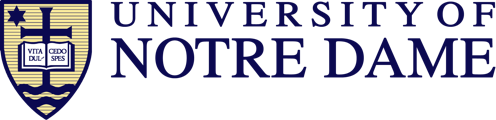 VITA CEDO
DUL- SPES
UNIVERSITY OF
NOTRE DAME